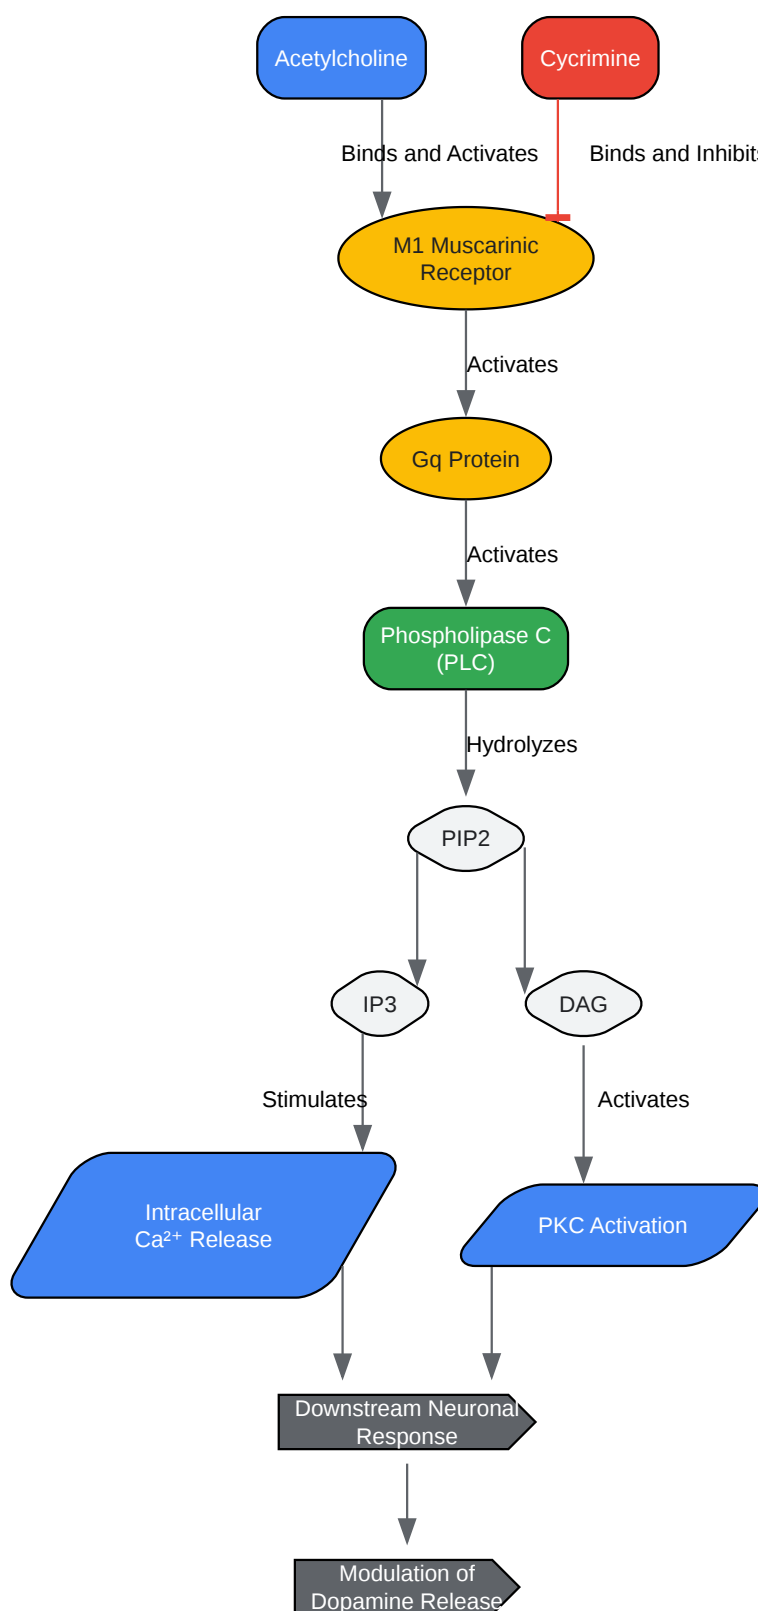 Acetylcholine
Cycrimine
Binds and Activates
Binds and Inhibits
M1 Muscarinic
Receptor
Activates
Gq Protein
Activates
Phospholipase C
(PLC)
Hydrolyzes
PIP2
IP3
DAG
Stimulates
Activates
Intracellular
Ca²⁺ Release
PKC Activation
Downstream Neuronal
Response
Modulation of
Dopamine Release